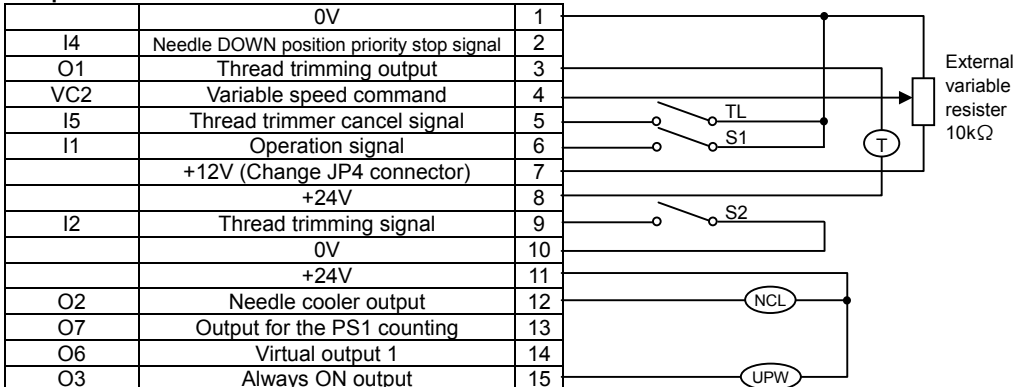 0V 1
I4 Needle DOWN position priority stop signal 2
O1 Thread trimming output 3
VC2 Variable speed command 4
I5 Thread trimmer cancel signal 5
I1 Operation signal 6
+12V (Change JP4 connector) 7
+24V 8
I2 Thread trimming signal 9
0V 10
+24V 11
O2 Needle cooler output 12
O7 Output for the PS1 counting 13
O6 Virtual output 1 14
O3 Always ON output 15
TL
S1
T
S2
NCL
UPW
External
variable
resister
10kΩ